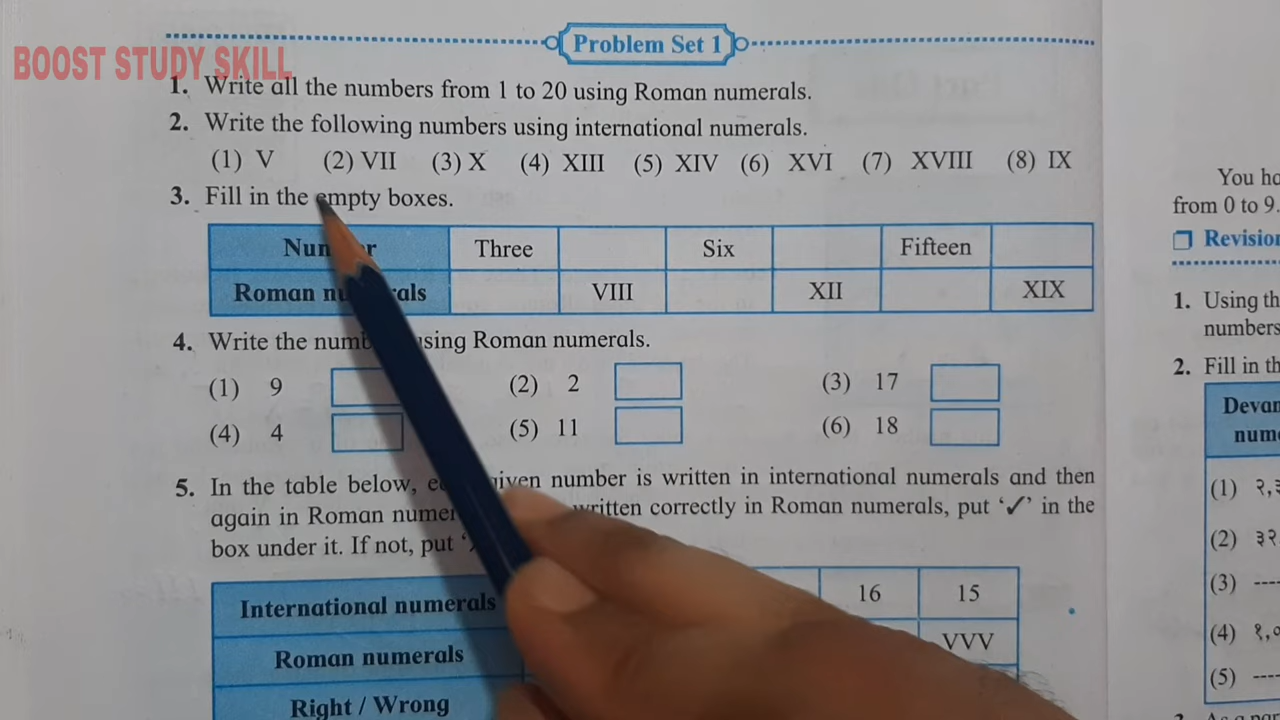 BOOST STUDY SKILL
Problem Set 1
1. Write all the numbers from 1 to 20 using Roman numerals.
2. Write the following numbers using international numerals.
(1) V (2) VII (3) X (4) XIII (5) XIV (6) XVI (7) XVIII (8) IX
3. Fill in the empty boxes.
Three Six Fifteen
Roman VIII XII XIX
4. Write the using Roman numerals.
(1) 9 (2) 2 (3) 17
(4) 4 (5) 11 (6) 18
5. In the table below, given number is written in international numerals and then
again in Roman written correctly in Roman numerals, put ‘✓’ in the
box under it. If not, put
International numerals 16 15
Roman numerals VVV
Right / Wrong
You
from 0 to 9.
1. Using
numbers
2. Fill in
(1)
(2) ३२
(3) ----
(4)
(5) ----